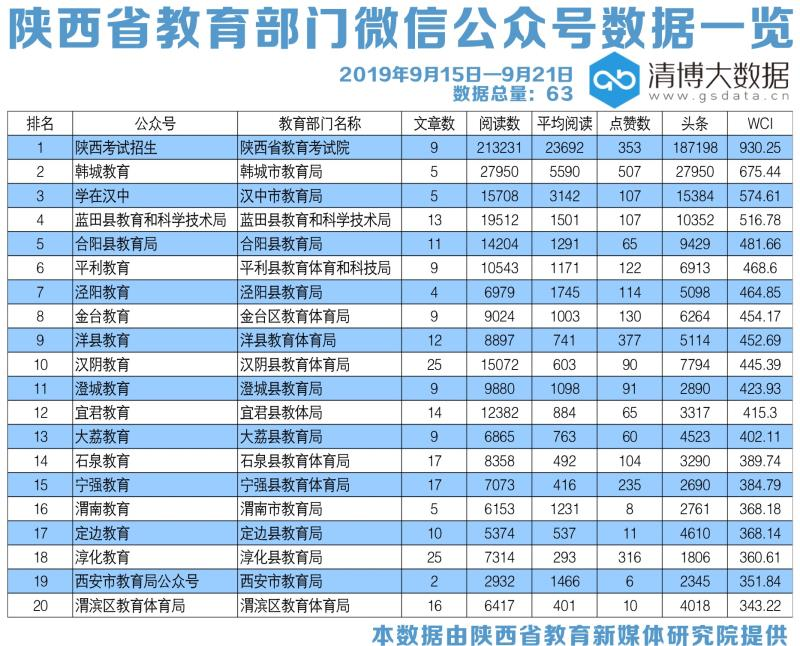 陕西省教育部门微信公众号数据一览
2019年9月15日—9月21日
数据总量：63
清博大数据
www.gsdata.cn
排名 公众号 教育部门名称 文章数 阅读数 平均阅读 点赞数 头条 WCI
1 陕西考试招生 陕西省教育考试院 9 213231 23692 353 187198 930.25
2 韩城教育 韩城市教育局 5 27950 5590 507 27950 675.44
3 学在汉中 汉中市教育局 5 15708 3142 107 15384 574.61
4 蓝田县教育和科学技术局 蓝田县教育和科学技术局 13 19512 1501 107 10352 516.78
5 合阳县教育局 合阳县教育局 11 14204 1291 65 9429 481.66
6 平利教育 平利县教育体育和科技局 9 10543 1171 122 6913 468.6
7 泾阳教育 泾阳县教育局 4 6979 1745 114 5098 464.85
8 金台教育 金台区教育体育局 9 9024 1003 130 6264 454.17
9 洋县教育 洋县教育体育局 12 8897 741 377 5114 452.69
10 汉阴教育 汉阴县教育体育局 25 15072 603 90 7794 445.39
11 澄城教育 澄城县教育局 9 9880 1098 91 2890 423.93
12 宜君教育 宜君县教体局 14 12382 884 65 3317 415.3
13 大荔教育 大荔县教育局 9 6865 763 60 4523 402.11
14 石泉教育 石泉县教育体育局 17 8358 492 104 3290 389.74
15 宁强教育 宁强县教育体育局 17 7073 416 235 2690 384.79
16 渭南教育 渭南市教育局 5 6153 1231 8 2761 368.18
17 定边教育 定边县教育局 10 5374 537 11 4610 368.14
18 淳化教育 淳化县教育局 25 7314 293 316 1806 360.61
19 西安市教育局公众号 西安市教育局 2 2932 1466 6 2345 351.84
20 渭滨区教育体育局 渭滨区教育体育局 16 6417 401 10 4018 343.22
本数据由陕西省教育新媒体研究院提供